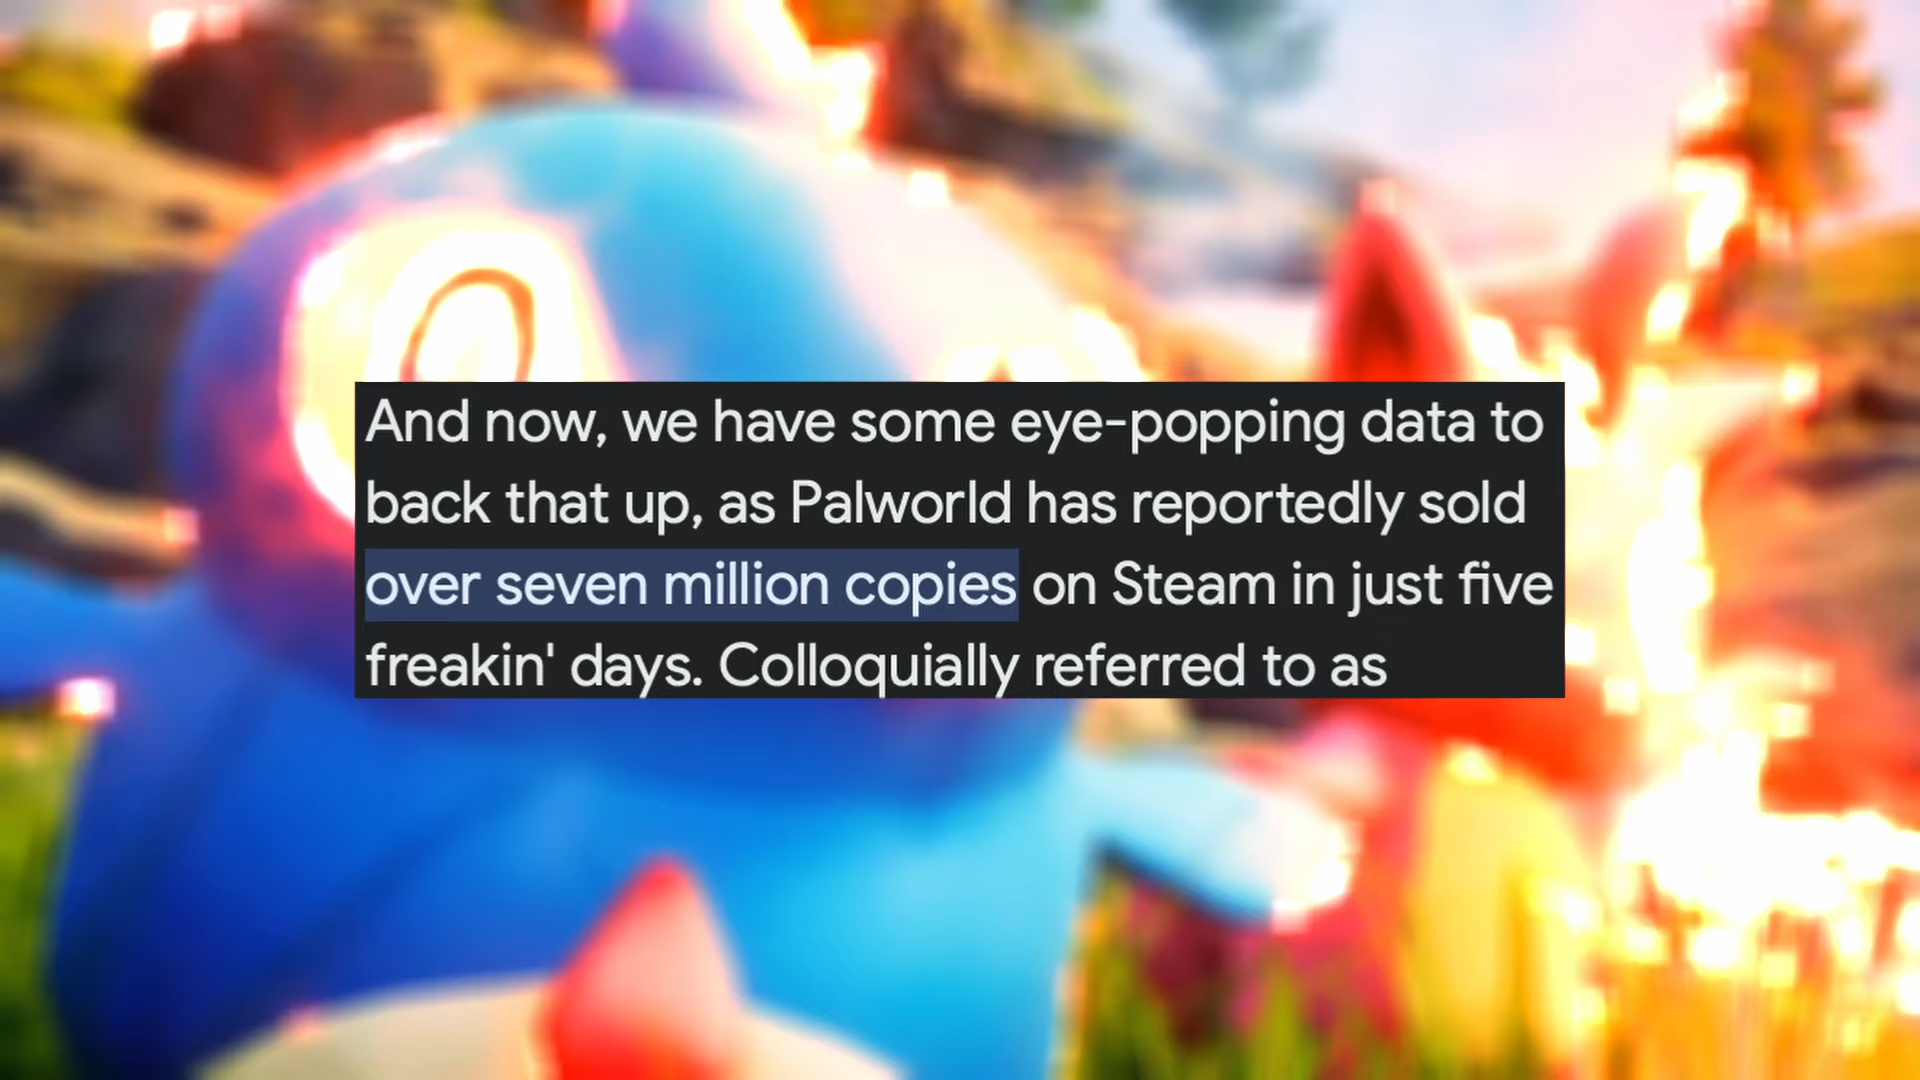 And now, we have some eye-popping data to
back that up, as Palworld has reportedly sold
over seven million copies on Steam in just five
freakin' days. Colloquially referred to as